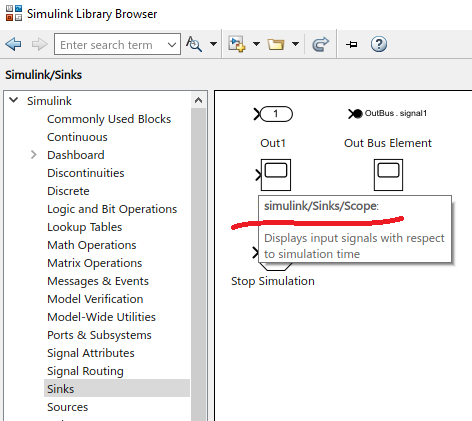 Simulink Library Browser
Enter search term
Simulink/Sinks
Simulink
Commonly Used Blocks
Continuous
Dashboard
Discontinuities
Discrete
Logic and Bit Operations
Lookup Tables
Math Operations
Matrix Operations
Messages & Events
Model Verification
Model-Wide Utilities
Ports & Subsystems
Signal Attributes
Signal Routing
Sinks
Sources
1
OutBus . signal1
Out1
Out Bus Element
simulink/Sinks/Scope:
Displays input signals with respect
to simulation time
Stop Simulation